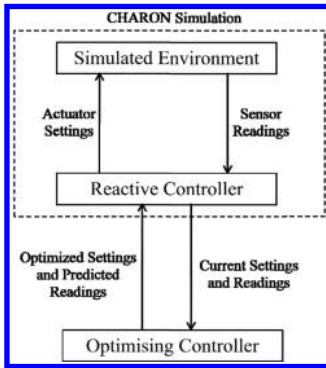 CHARON Simulation
Simulated Environment
Actuator
Settings
Sensor
Readings
Reactive Controller
Optimized Settings
and Predicted
Readings
Current Settings
and Readings
Optimising Controller